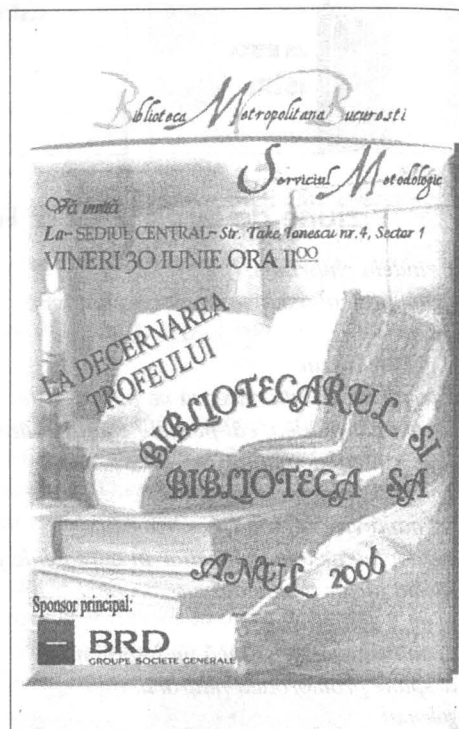 Biblioteca Metropolitana Bucuresti
Serviciul Metodologic
Vă invită
La- SEDIUL CENTRAL- Str. Take Ionescu nr.4, Sector 1
VINERI 30 IUNIE ORA 1100
LA DECERNAREA
TROFEULUI
BIBLIOTECARUL SI
BIBLIOTECA SA
ANUL 2006
Sponsor principal:
BRD
GROUPE SOCIETE GENERALE